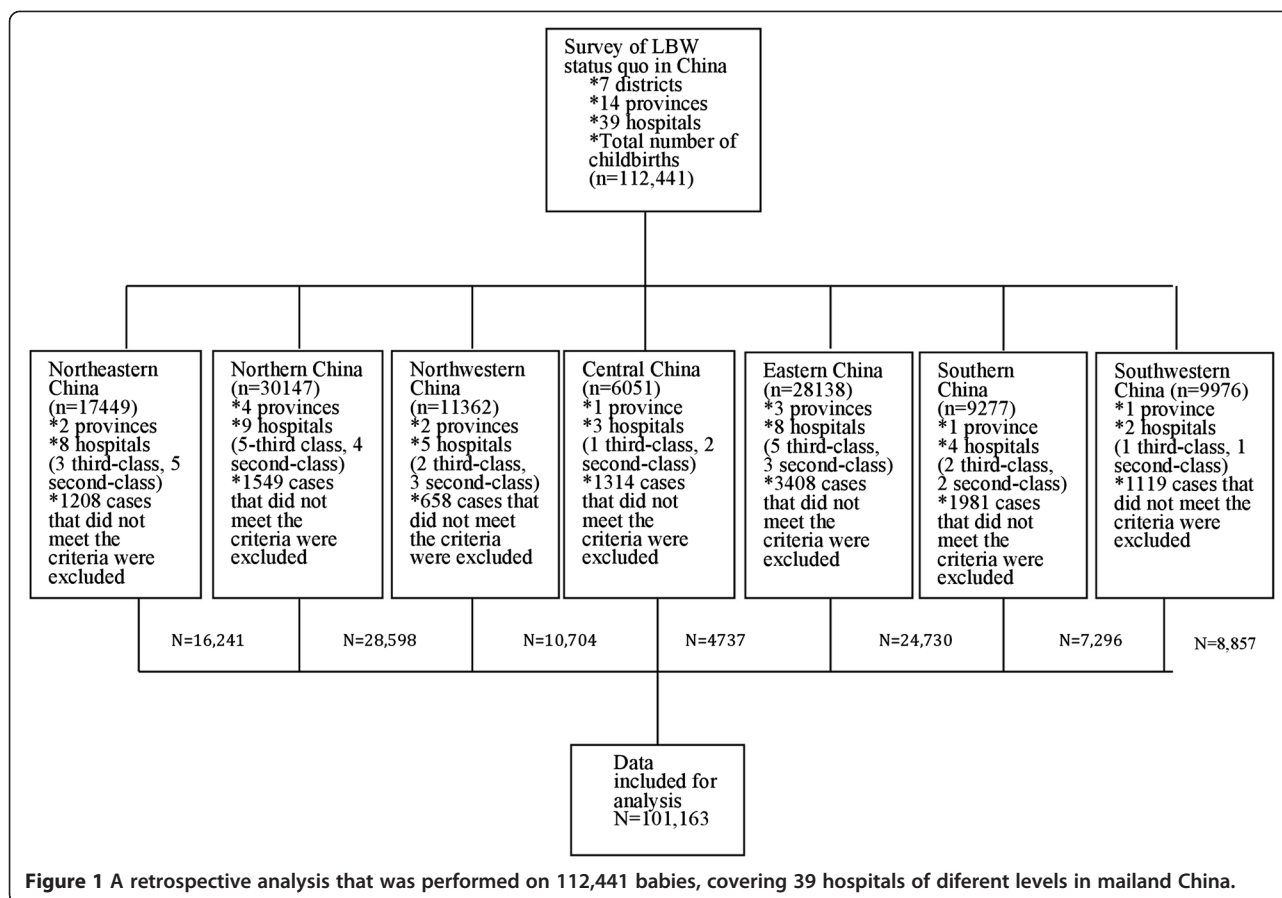 Survey of LBW
status quo in China
*7 districts
*14 provinces
*39 hospitals
*Total number of
childbirths
(n=112,441)
Northeastern
China
(n=17449)
*2 provinces
*8 hospitals
(3 third-class, 5
second-class)
*1208 cases
that did not
meet the
criteria were
excluded
Northern China
(n=30147)
*4 provinces
*9 hospitals
(5-third class, 4
second-class)
*1549 cases
that did not
meet the
criteria were
excluded
Northwestern
China
(n=11362)
*2 provinces
*5 hospitals
(2 third-class,
3 second-class)
*658 cases that
did not meet
the criteria
were excluded
Central China
(n=6051)
*1 province
*3 hospitals
(1 third-class, 2
second-class)
*1314 cases
that did not
meet the
criteria were
excluded
Eastern China
(n=28138)
*3 provinces
*8 hospitals
(5 third-class,
3 second-class)
*3408 cases
that did not
meet the
criteria were
excluded
Southern
China
(n=9277)
*1 province
*4 hospitals
(2 third-class,
2 second-class)
*1981 cases
that did not
meet the
criteria were
excluded
Southwestern
China (n=9976)
*1 province
*2 hospitals
(1 third-class, 1
second-class)
*1119 cases that
did not meet the
criteria were
excluded
N=16,241
N=28,598
N=10,704
N=4737
N=24,730
N=7,296
N=8,857
Data
included for
analysis
N=101,163
Figure 1 A retrospective analysis that was performed on 112,441 babies, covering 39 hospitals of diferent levels in mailand China.